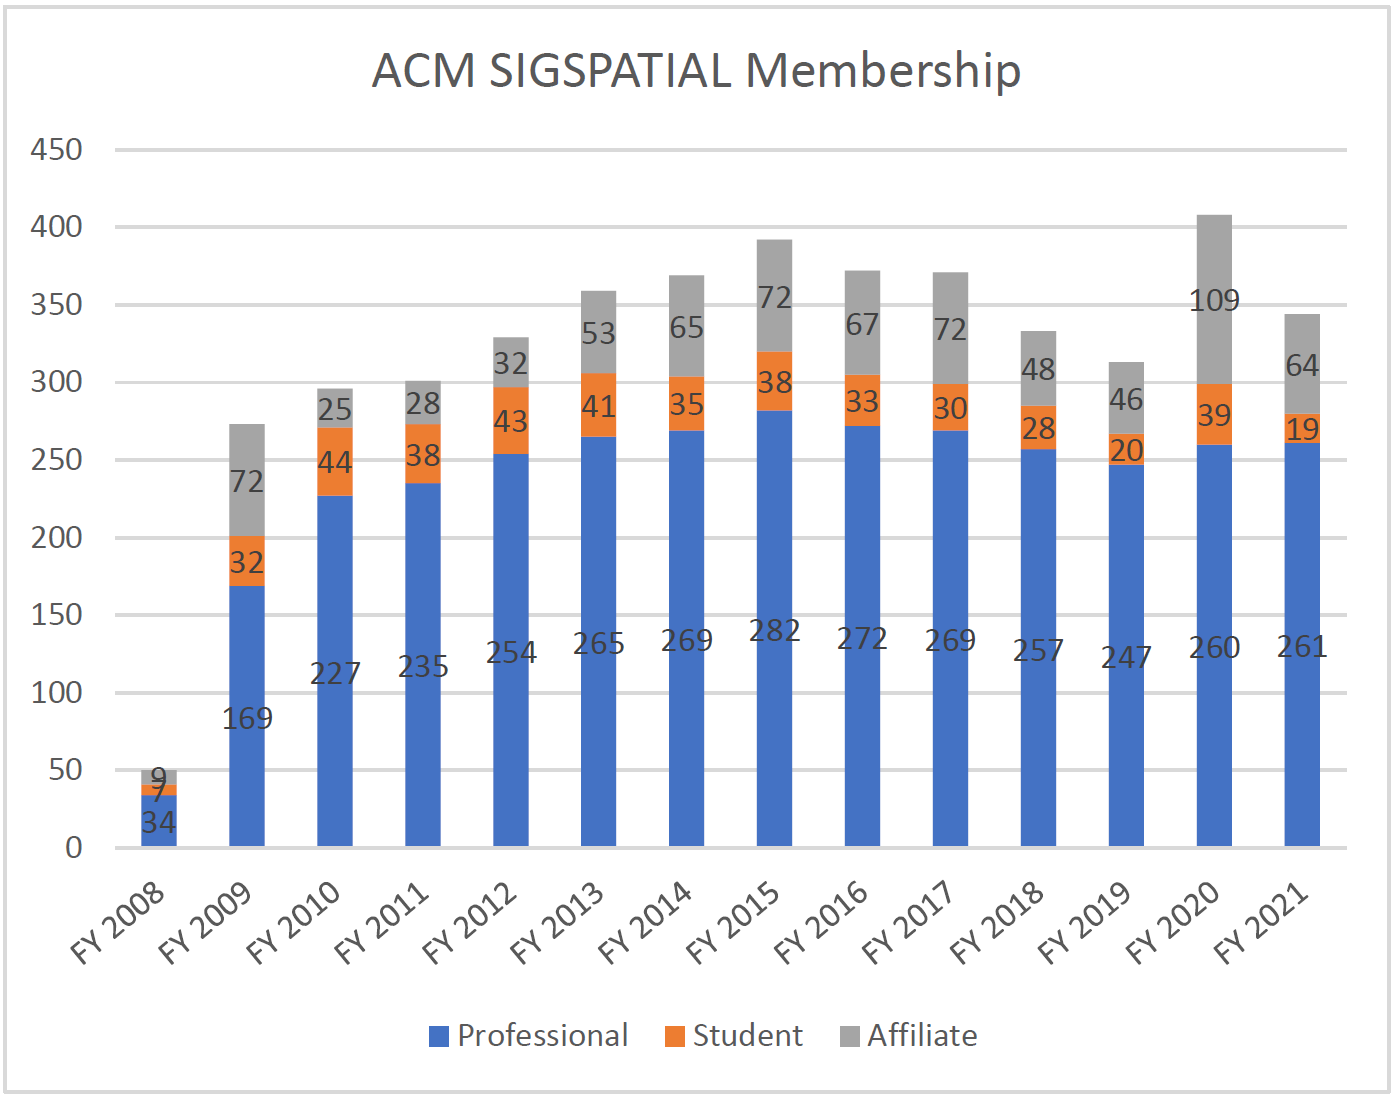 ACM SIGSPATIAL Membership
450
400
350
300
250
200
150
100
50
0
9 72 25 28 32 53 65 72 67 72 48 46 109 64
7 32 44 38 43 41 35 38 33 30 28 20 39 19
34 169 227 235 254 265 269 282 272 269 257 247 260 261
FY 2008 FY 2009 FY 2010 FY 2011 FY 2012 FY 2013 FY 2014 FY 2015 FY 2016 FY 2017 FY 2018 FY 2019 FY 2020 FY 2021
Professional Student Affiliate